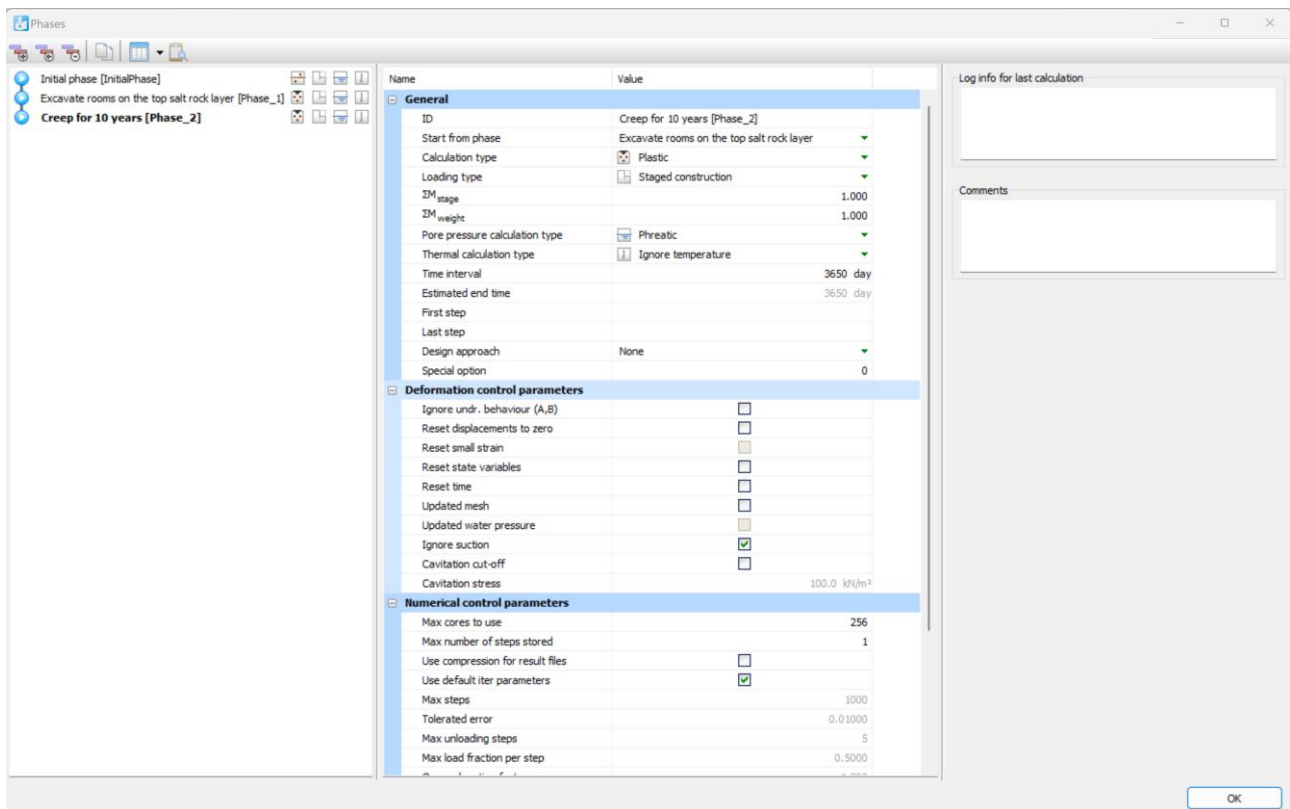 Phases
Initial phase [InitialPhase]
Excavate rooms on the top salt rock layer [Phase_1]
Creep for 10 years [Phase_2]
Name Value
General
ID Creep for 10 years [Phase_2]
Start from phase Excavate rooms on the top salt rock layer
Calculation type Plastic
Loading type Staged construction
ΣM stage 1.000
ΣM weight 1.000
Pore pressure calculation type Phreatic
Thermal calculation type Ignore temperature
Time interval 3650 day
Estimated end time 3650 day
First step
Last step
Design approach None
Special option 0
Deformation control parameters
Ignore undr. behaviour (A,B)
Reset displacements to zero
Reset small strain
Reset state variables
Reset time
Updated mesh
Updated water pressure
Ignore suction
Cavitation cut-off
Cavitation stress 100.0 kN/m²
Numerical control parameters
Max cores to use 256
Max number of steps stored 1
Use compression for result files
Use default iter parameters
Max steps 1000
Tolerated error 0.01000
Max unloading steps 5
Max load fraction per step 0.5000
Log info for last calculation
Comments
OK